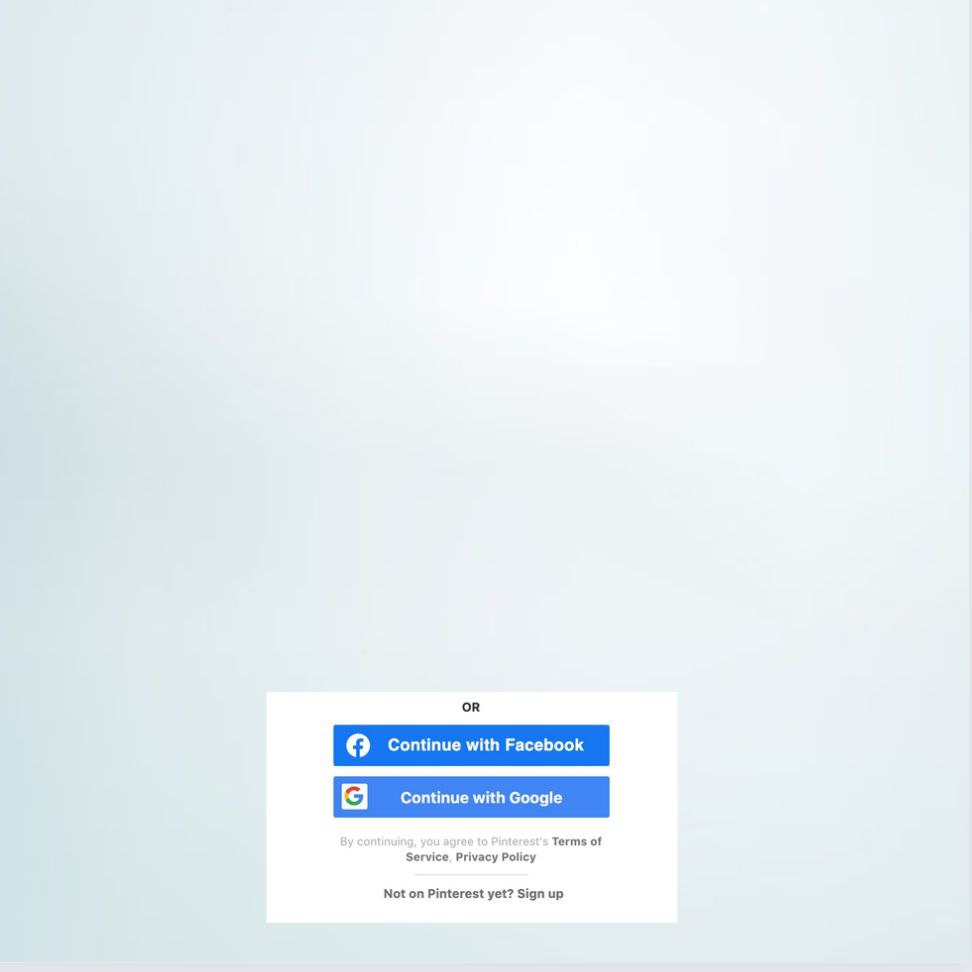 OR
Continue with Facebook
Continue with Google
By continuing, you agree to Pinterest's Terms of
Service, Privacy Policy
Not on Pinterest yet? Sign up